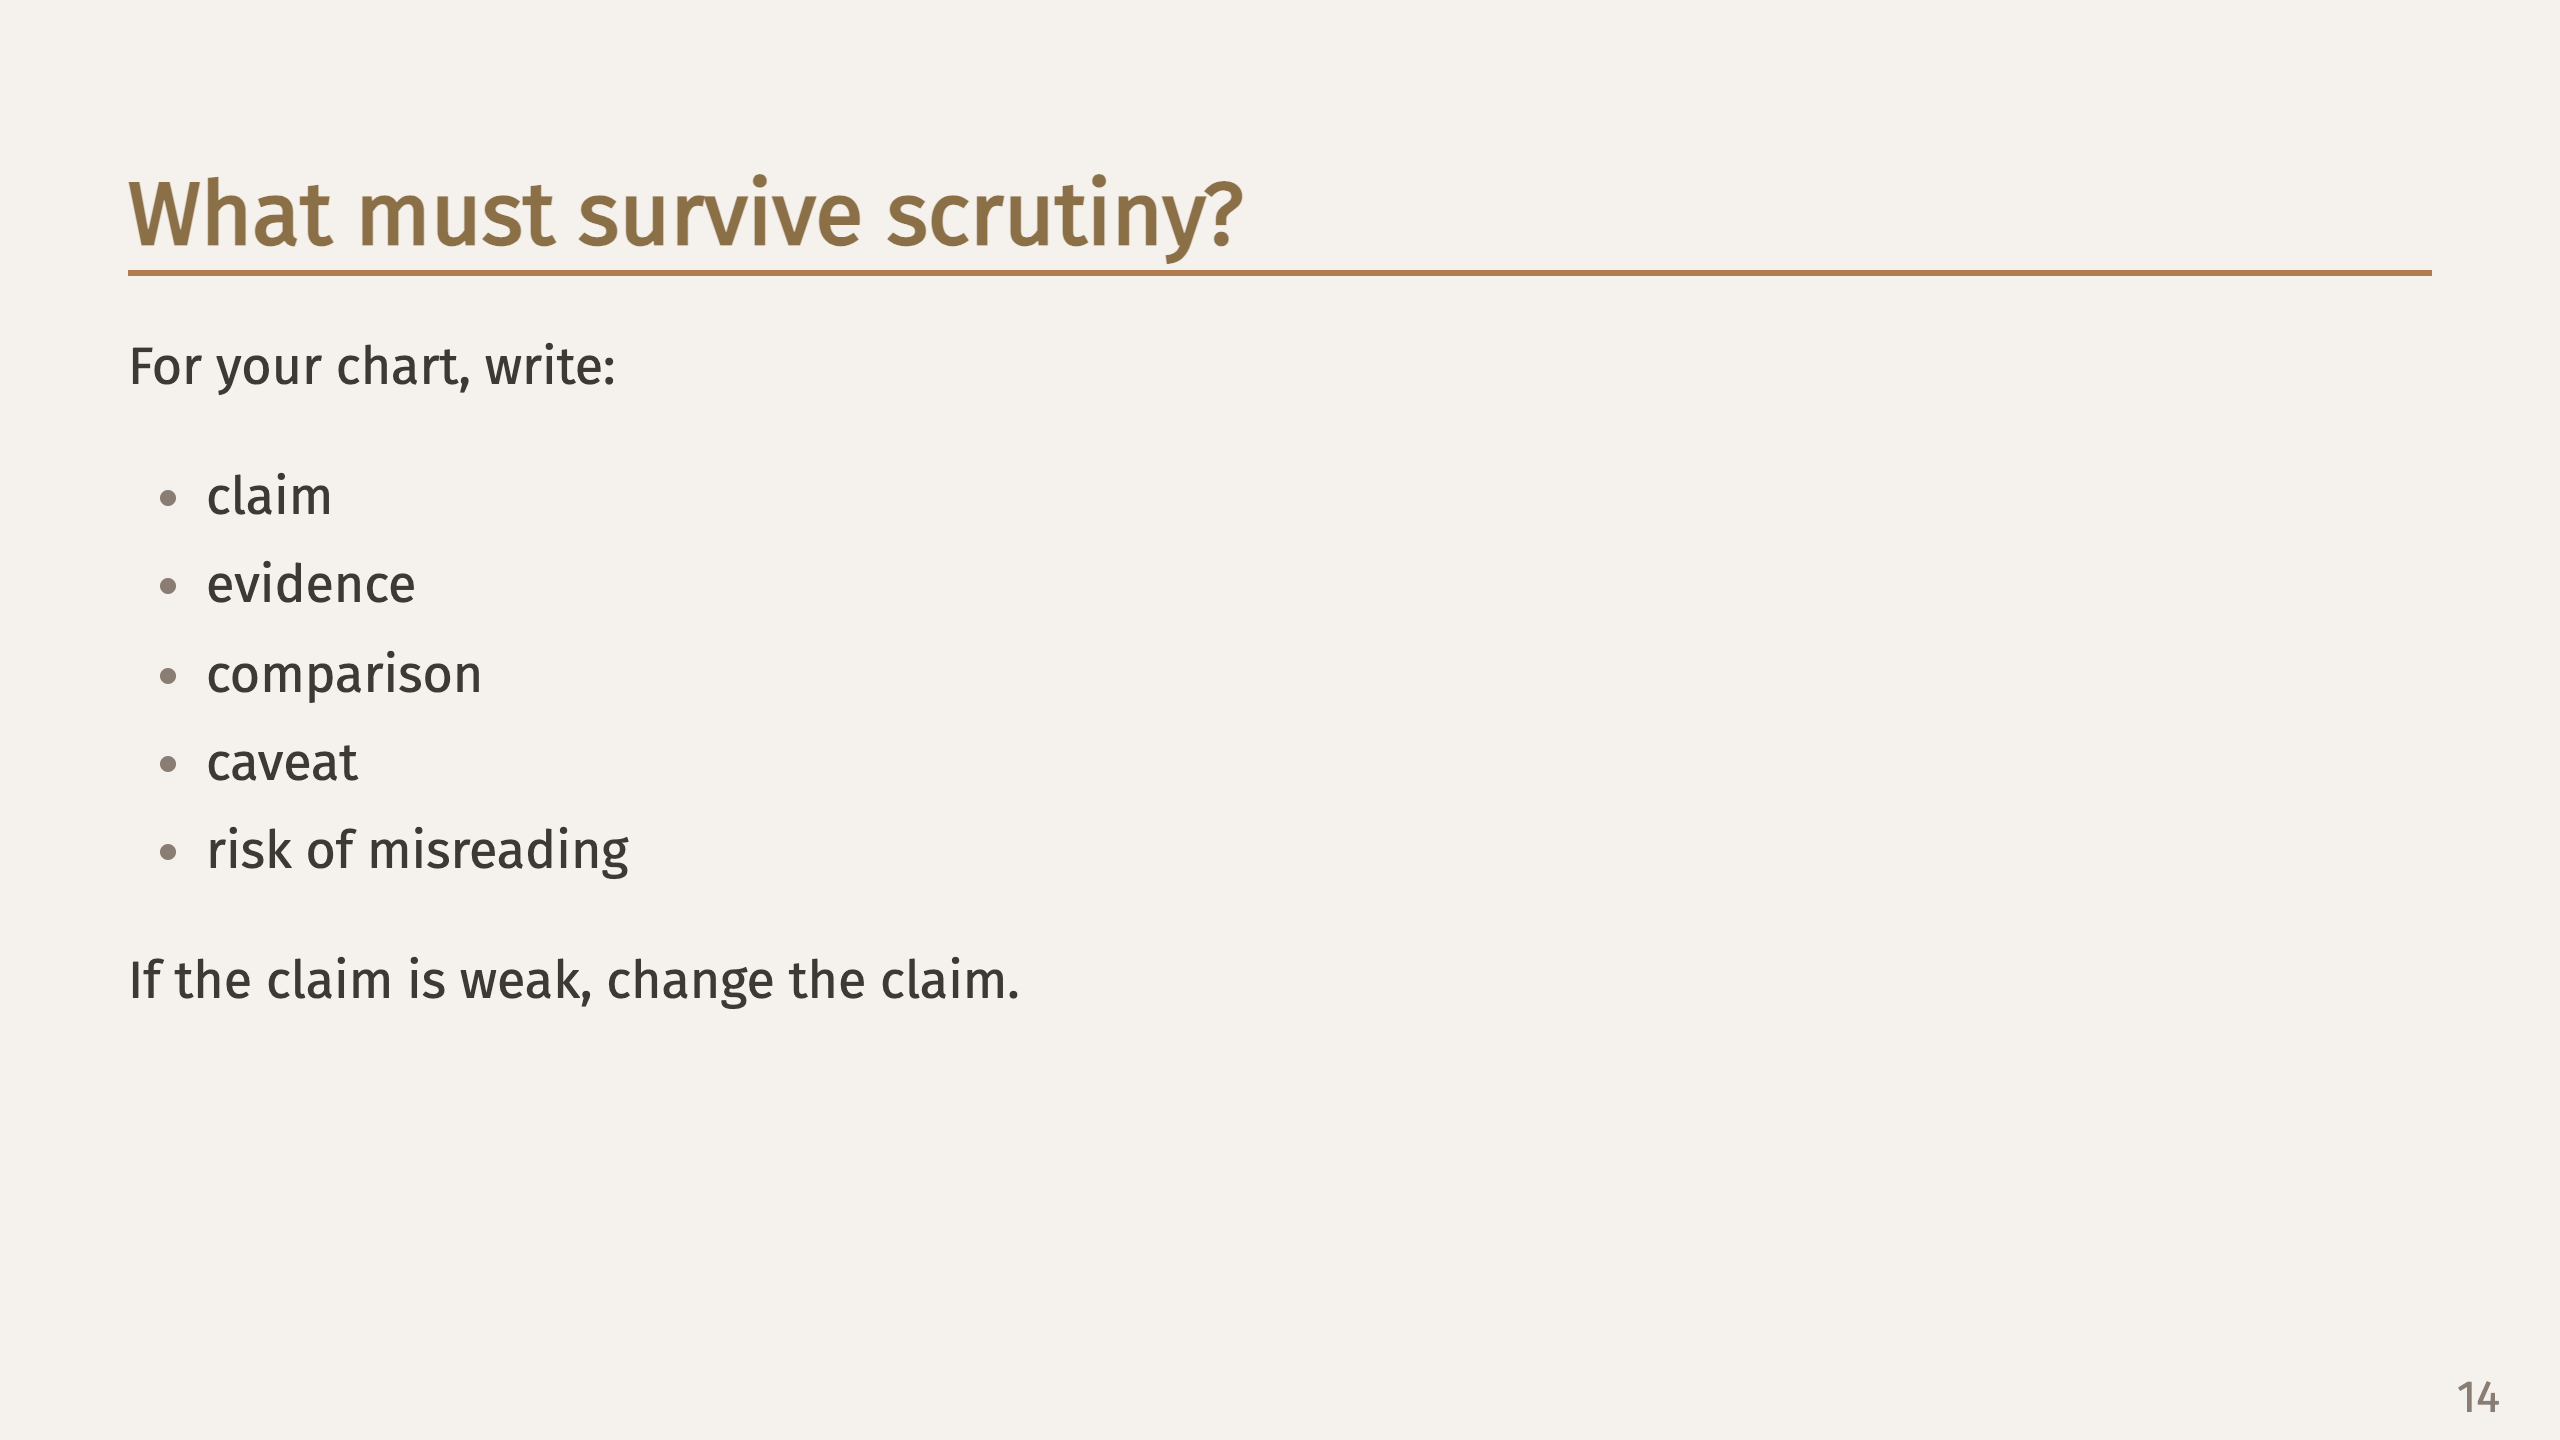 What must survive scrutiny?
For your chart, write:
• claim
• evidence
• comparison
• caveat
• risk of misreading
If the claim is weak, change the claim.
14